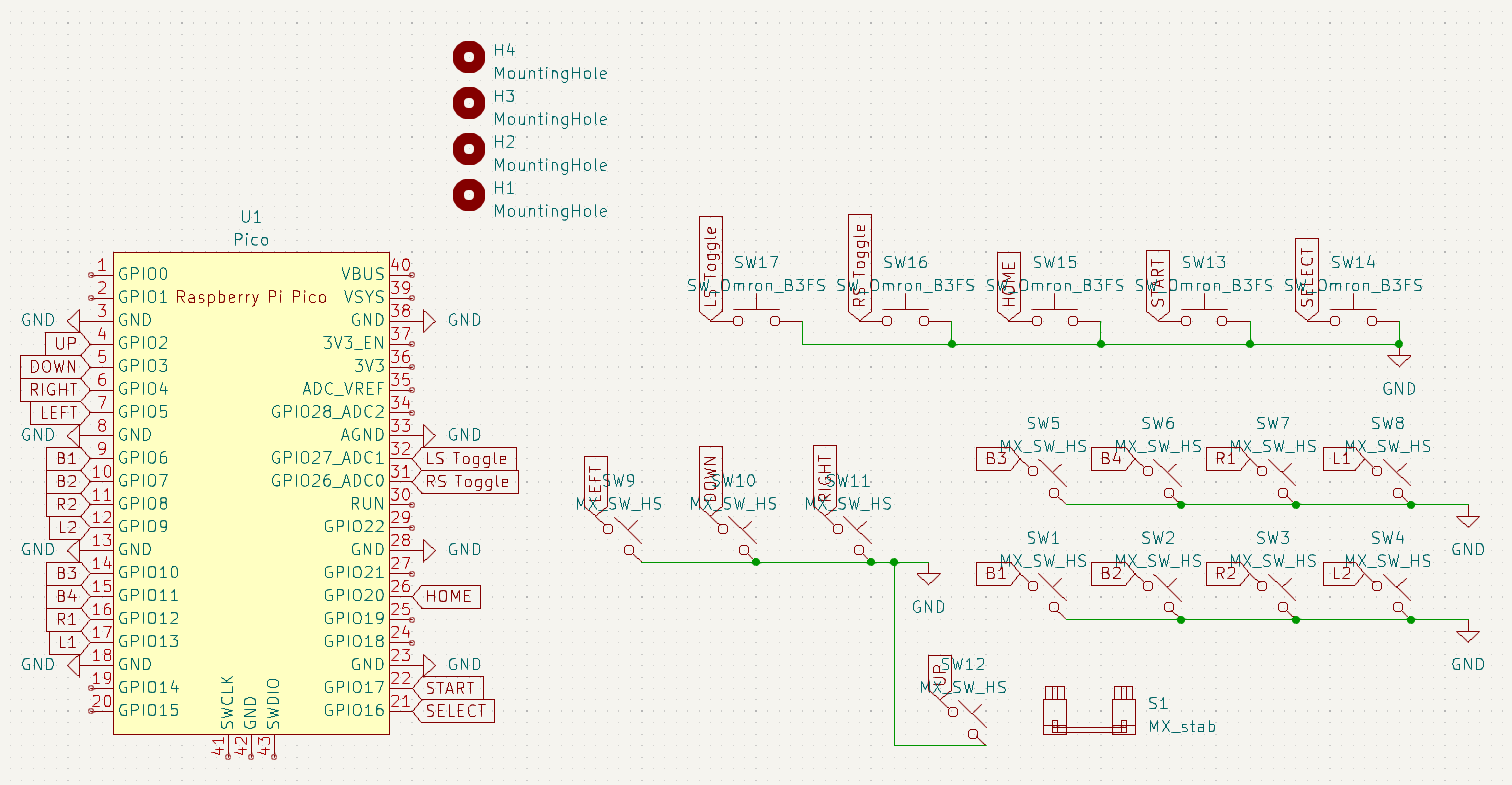 H4
MountingHole
H3
MountingHole
H2
MountingHole
H1
MountingHole
U1
Pico
Raspberry Pi Pico
1 GPIO0
2 GPIO1
GND 3 GND
UP 4 GPIO2
DOWN 5 GPIO3
RIGHT 6 GPIO4
LEFT 7 GPIO5
GND 8 GND
B1 9 GPIO6
B2 10 GPIO7
R2 11 GPIO8
L2 12 GPIO9
GND 13 GND
B3 14 GPIO10
B4 15 GPIO11
R1 16 GPIO12
L1 17 GPIO13
GND 18 GND
19 GPIO14
20 GPIO15
VBUS 40
VSYS 39
GND 38 GND
3V3_EN 37
3V3 36
ADC_VREF 35
GPIO28_ADC2 34
AGND 33 GND
GPIO27_ADC1 32 LS Toggle
GPIO26_ADC0 31 RS Toggle
RUN 30
GPIO22 29
GND 28 GND
GPIO21 27
GPIO20 26 HOME
GPIO19 25
GPIO18 24
GND 23 GND
GPIO17 22 START
GPIO16 21 SELECT
SWCLK 41
GND 42
SWDIO 43
LS Toggle
SW17
SW_Omron_B3FS
RS Toggle
SW16
SW_Omron_B3FS
HOME
SW15
SW_Omron_B3FS
START
SW13
SW_Omron_B3FS
SELECT
SW14
SW_Omron_B3FS
GND
LEFT
SW9
MX_SW_HS
DOWN
SW10
MX_SW_HS
RIGHT
SW11
MX_SW_HS
GND
UP
SW12
MX_SW_HS
B3
SW5
MX_SW_HS
B4
SW6
MX_SW_HS
R1
SW7
MX_SW_HS
L1
SW8
MX_SW_HS
GND
B1
SW1
MX_SW_HS
B2
SW2
MX_SW_HS
R2
SW3
MX_SW_HS
L2
SW4
MX_SW_HS
GND
S1
MX_stab